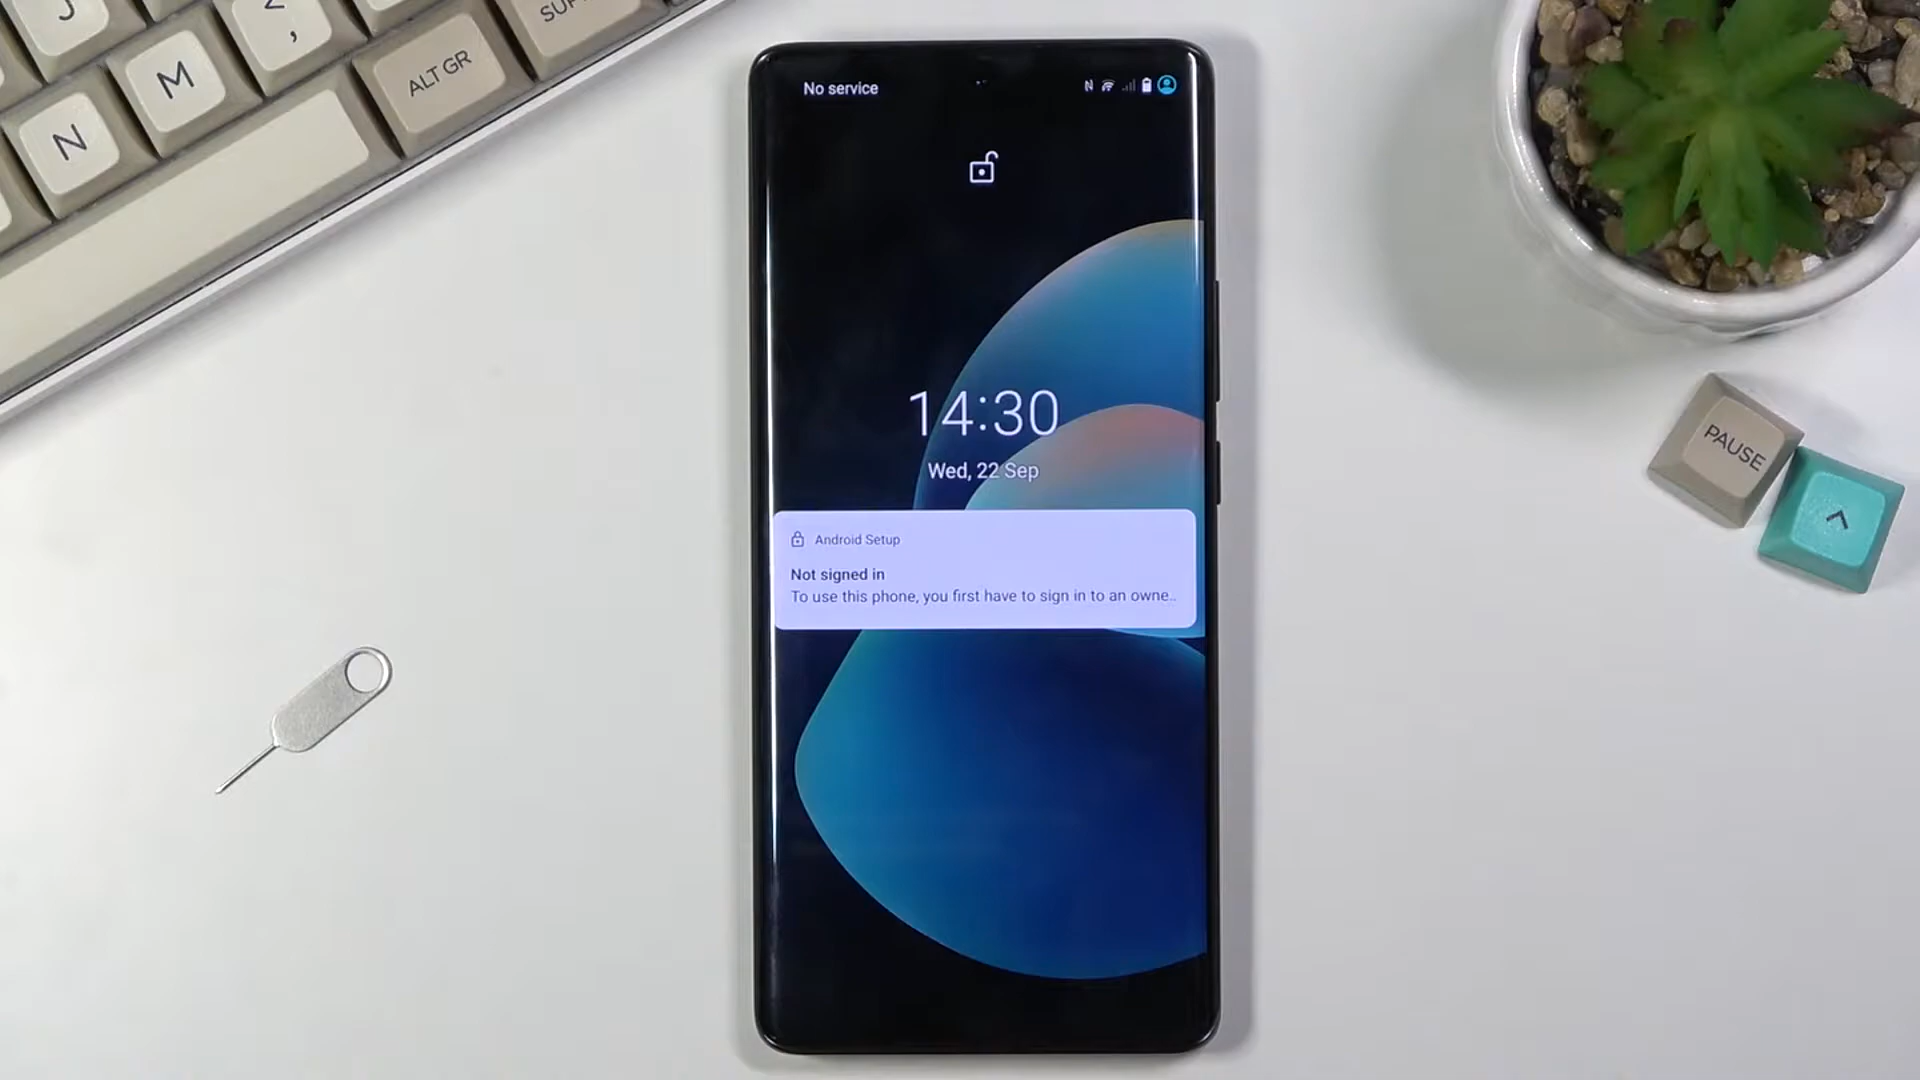 J
,
SUP
M
ALT GR
N
No service
N
14:30
Wed, 22 Sep
Android Setup
Not signed in
To use this phone, you first have to sign in to an owne..
PAUSE